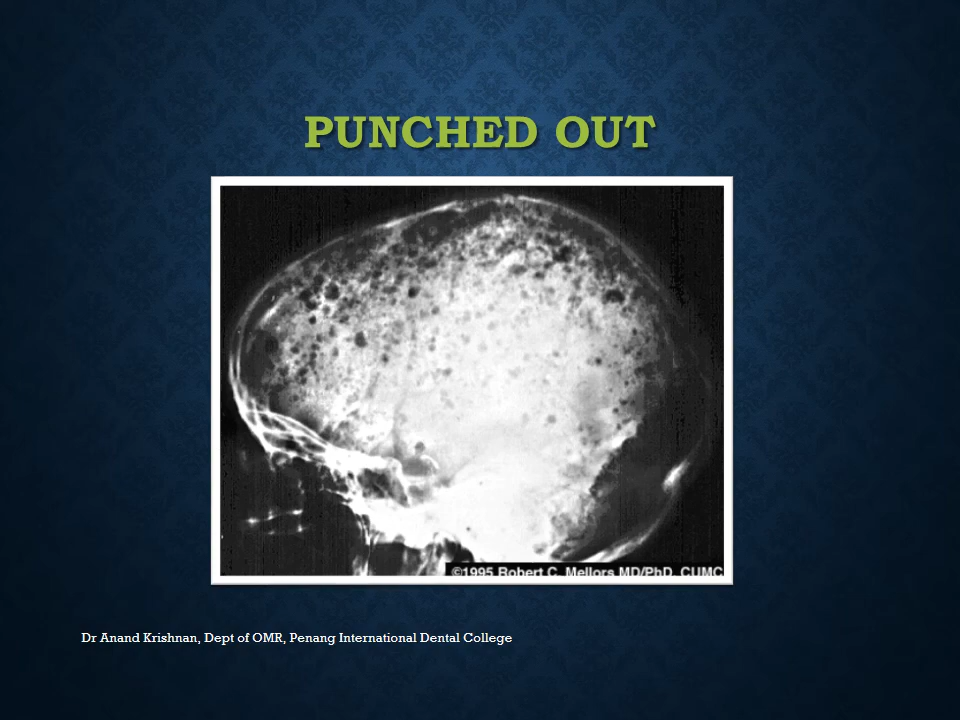 PUNCHED OUT
©1995 Robert C. Mellors MD/PhD, CUMC
Dr Anand Krishnan, Dept of OMR, Penang International Dental College